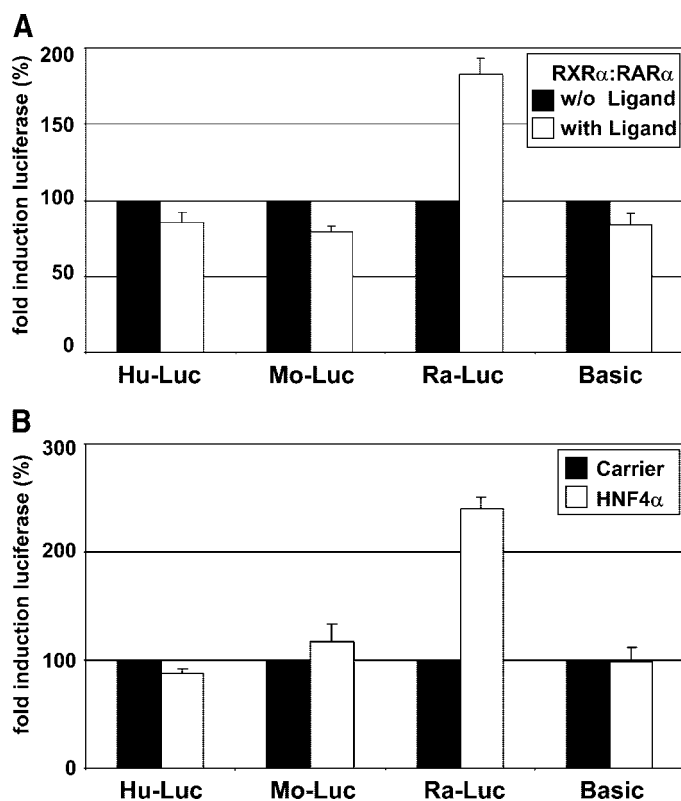 A
fold induction luciferase (%)
200
150
100
50
0
RXRα:RARα
w/o Ligand
with Ligand
Hu-Luc Mo-Luc Ra-Luc Basic
B
fold induction luciferase (%)
300
200
100
0
Carrier
HNF4α
Hu-Luc Mo-Luc Ra-Luc Basic